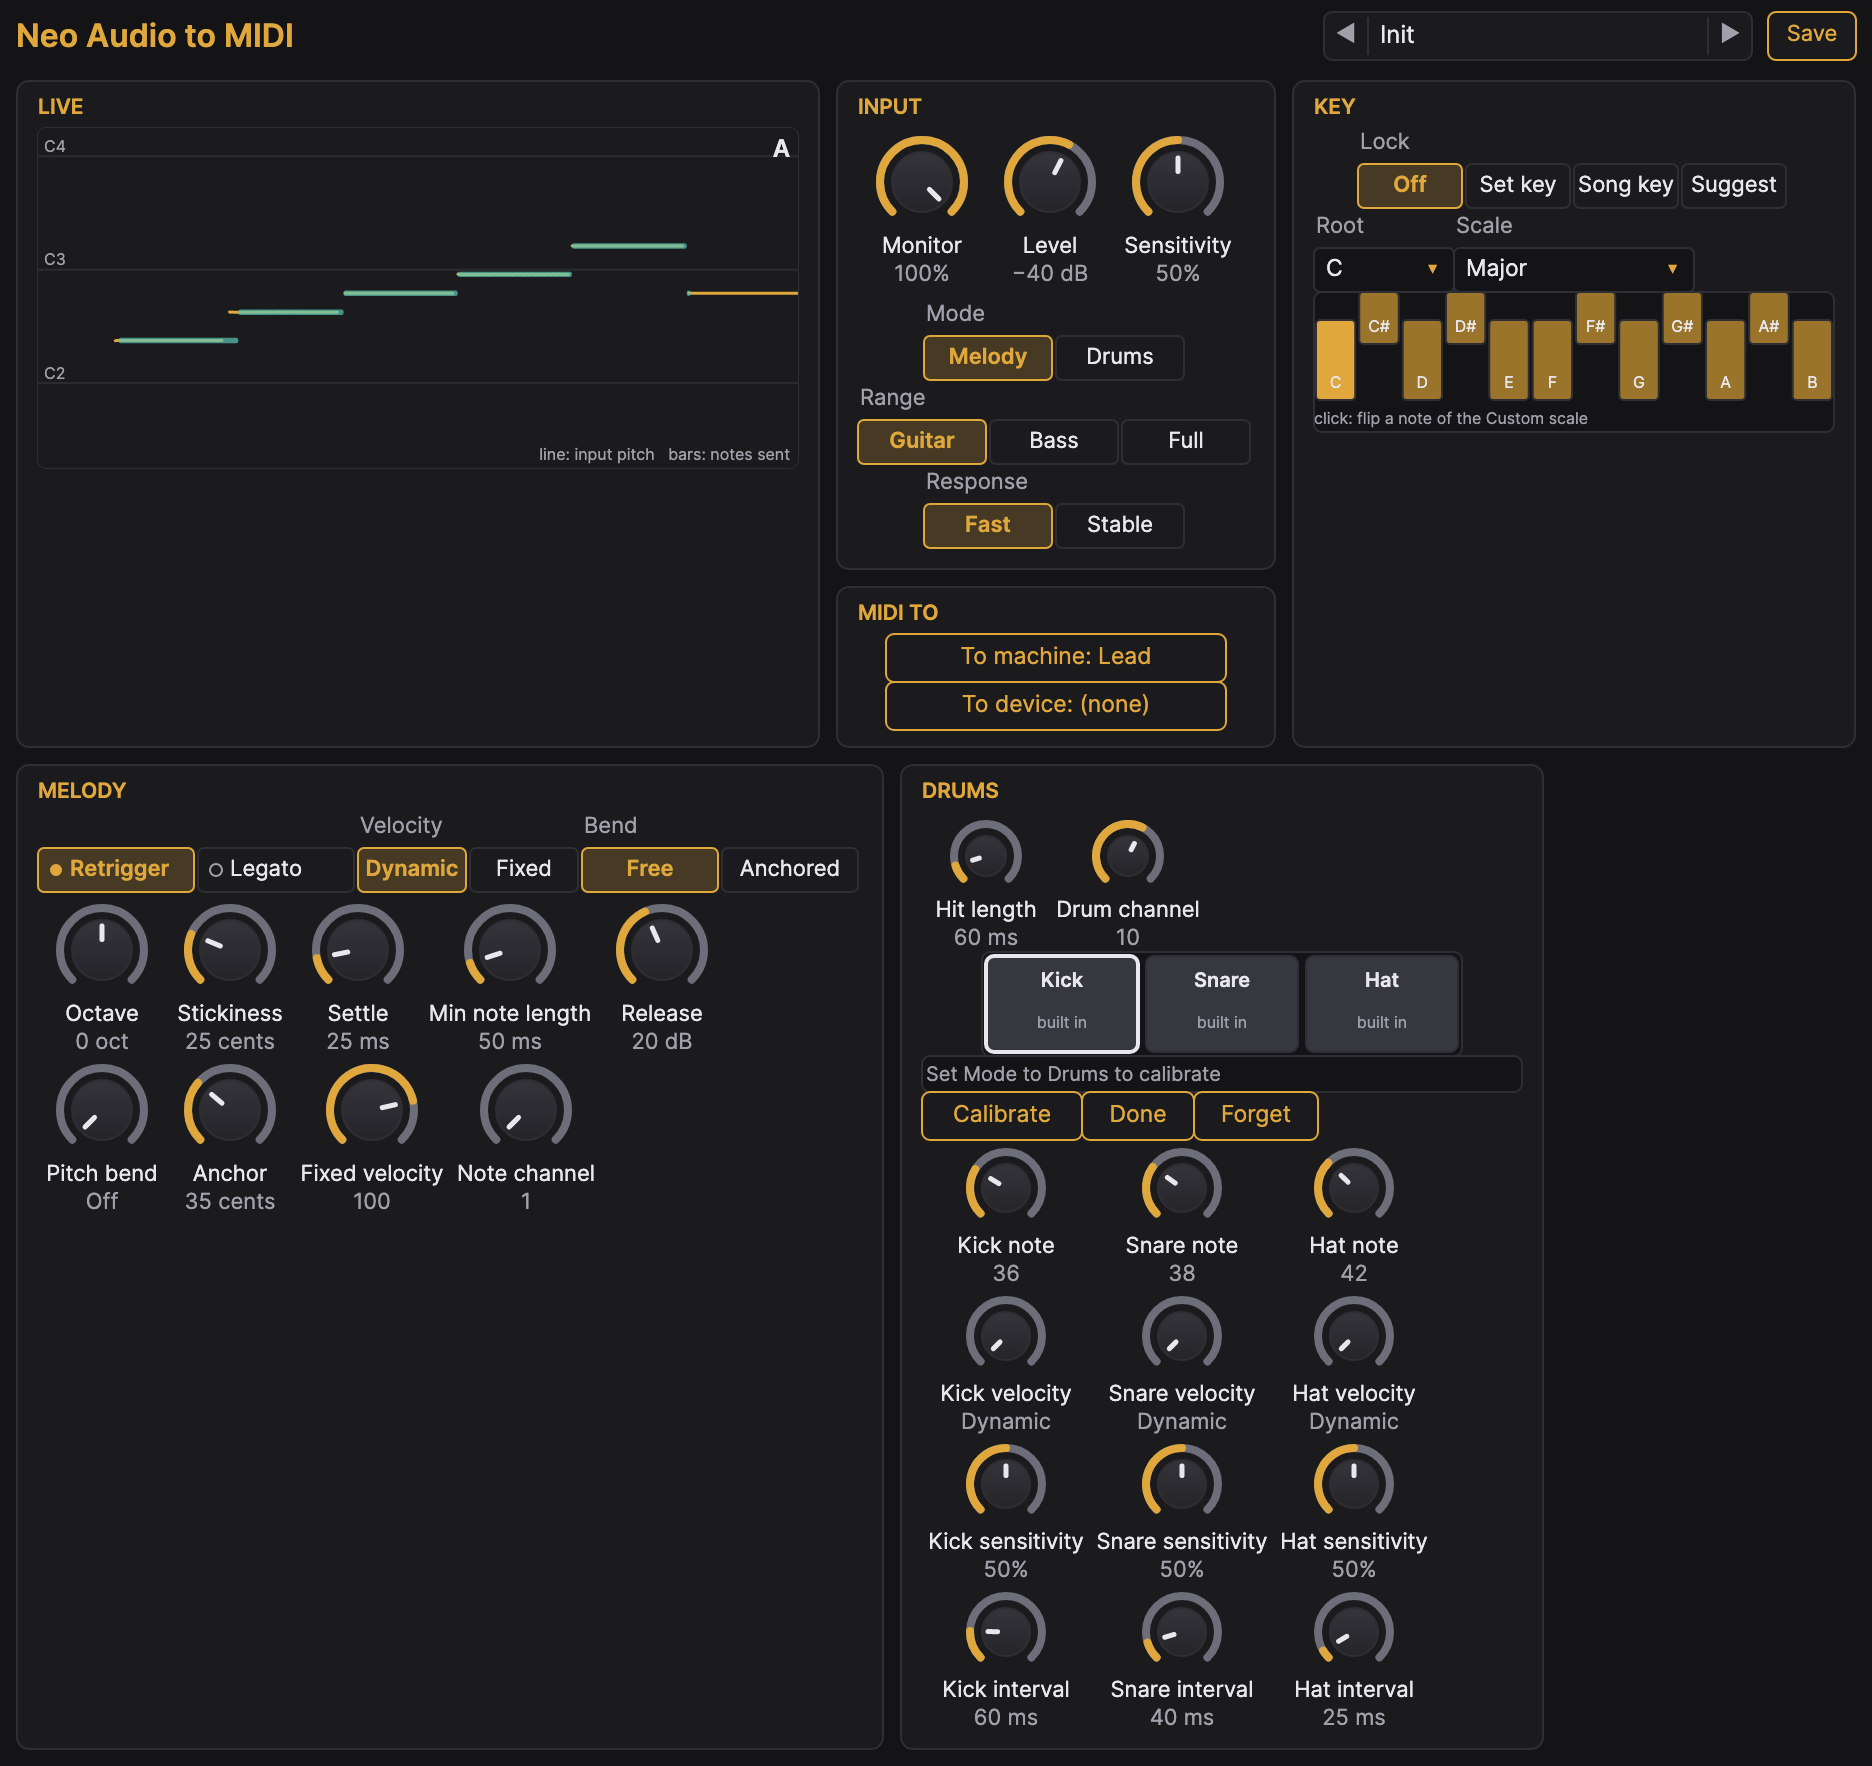 Neo Audio to MIDI
Init
Save
LIVE
C4
A
C3
C2
line: input pitch bars: notes sent
INPUT
Monitor Level Sensitivity
100% −40 dB 50%
Mode
Melody Drums
Range
Guitar Bass Full
Response
Fast Stable
MIDI TO
To machine: Lead
To device: (none)
KEY
Lock
Off Set key Song key Suggest
Root Scale
C Major
C# D# F# G# A#
C D E F G A B
click: flip a note of the Custom scale
MELODY
Velocity Bend
Retrigger Legato Dynamic Fixed Free Anchored
Octave Stickiness Settle Min note length Release
0 oct 25 cents 25 ms 50 ms 20 dB
Pitch bend Anchor Fixed velocity Note channel
Off 35 cents 100 1
DRUMS
Hit length Drum channel
60 ms 10
Kick Snare Hat
built in built in built in
Set Mode to Drums to calibrate
Calibrate Done Forget
Kick note Snare note Hat note
36 38 42
Kick velocity Snare velocity Hat velocity
Dynamic Dynamic Dynamic
Kick sensitivity Snare sensitivity Hat sensitivity
50% 50% 50%
Kick interval Snare interval Hat interval
60 ms 40 ms 25 ms